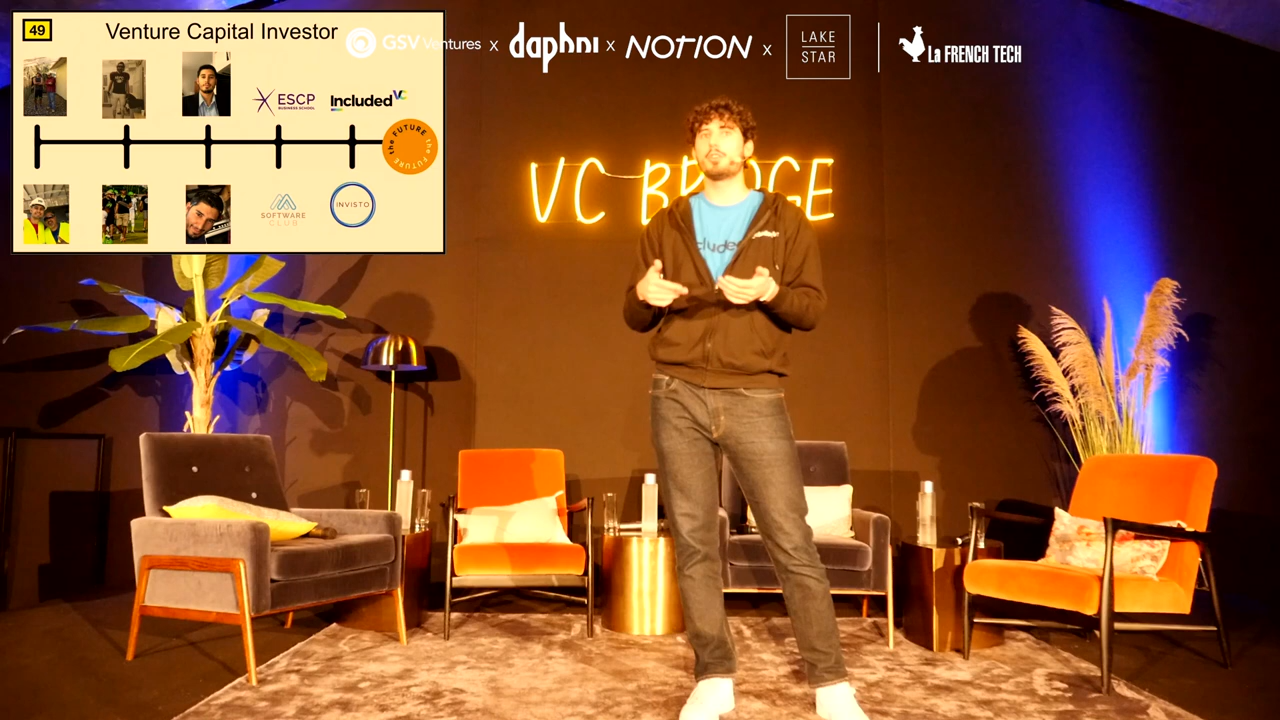 49
Venture Capital Investor
GSV Ventures x daphni x NOTION x LAKE STAR
La FRENCH TECH
ESCP
BUSINESS SCHOOL
Included VC
the FUTURE the FUTURE
SOFTWARE
CLUB
INVISTO
VC BRIDGE
cluded